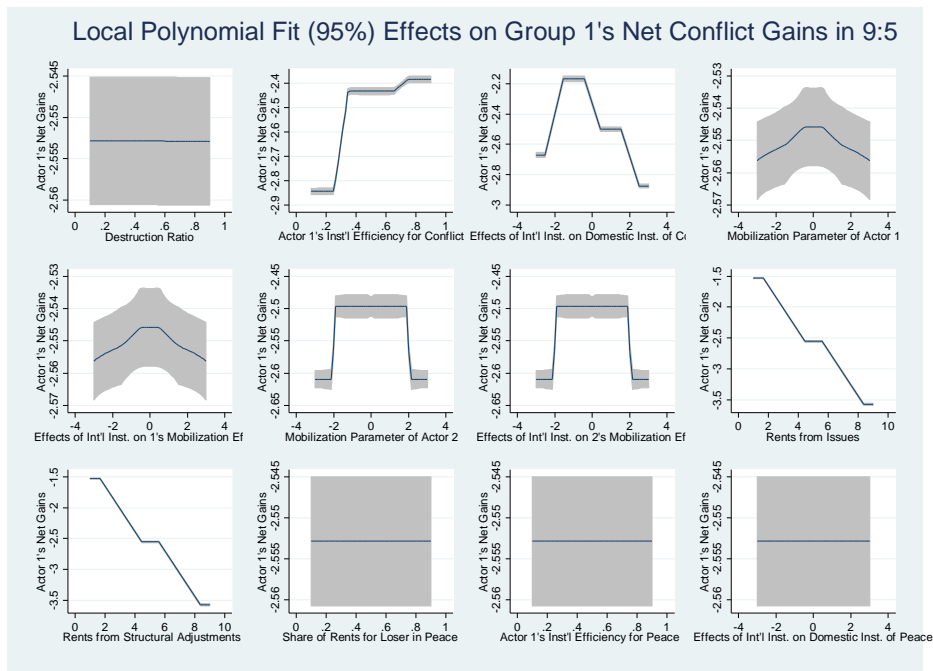 Local Polynomial Fit (95%) Effects on Group 1's Net Conflict Gains in 9:5
Actor 1's Net Gains
-2.545
-2.55
-2.555
-2.56
0 .2 .4 .6 .8 1
Destruction Ratio
Actor 1's Net Gains
-2.4
-2.5
-2.6
-2.7
-2.8
-2.9
0 .2 .4 .6 .8 1
Actor 1's Inst'l Efficiency for Conflict
Actor 1's Net Gains
-2.2
-2.4
-2.6
-2.8
-3
-4 -2 0 2 4
Effects of Int'l Inst. on Domestic Inst. of Co
Actor 1's Net Gains
-2.53
-2.54
-2.55
-2.56
-2.57
-4 -2 0 2 4
Mobilization Parameter of Actor 1
Actor 1's Net Gains
-2.53
-2.54
-2.55
-2.56
-2.57
-4 -2 0 2 4
Effects of Int'l Inst. on 1's Mobilization Ef
Actor 1's Net Gains
-2.45
-2.5
-2.55
-2.6
-2.65
-4 -2 0 2 4
Mobilization Parameter of Actor 2
Actor 1's Net Gains
-2.45
-2.5
-2.55
-2.6
-2.65
-4 -2 0 2 4
Effects of Int'l Inst. on 2's Mobilization Ef
Actor 1's Net Gains
-1.5
-2
-2.5
-3
-3.5
0 2 4 6 8 10
Rents from Issues
Actor 1's Net Gains
-1.5
-2
-2.5
-3
-3.5
0 2 4 6 8 10
Rents from Structural Adjustments
Actor 1's Net Gains
-2.545
-2.55
-2.555
-2.56
0 .2 .4 .6 .8 1
Share of Rents for Loser in Peace
Actor 1's Net Gains
-2.545
-2.55
-2.555
-2.56
0 .2 .4 .6 .8 1
Actor 1's Inst'l Efficiency for Peace
Actor 1's Net Gains
-2.545
-2.55
-2.555
-2.56
-4 -2 0 2 4
Effects of Int'l Inst. on Domestic Inst. of Peace